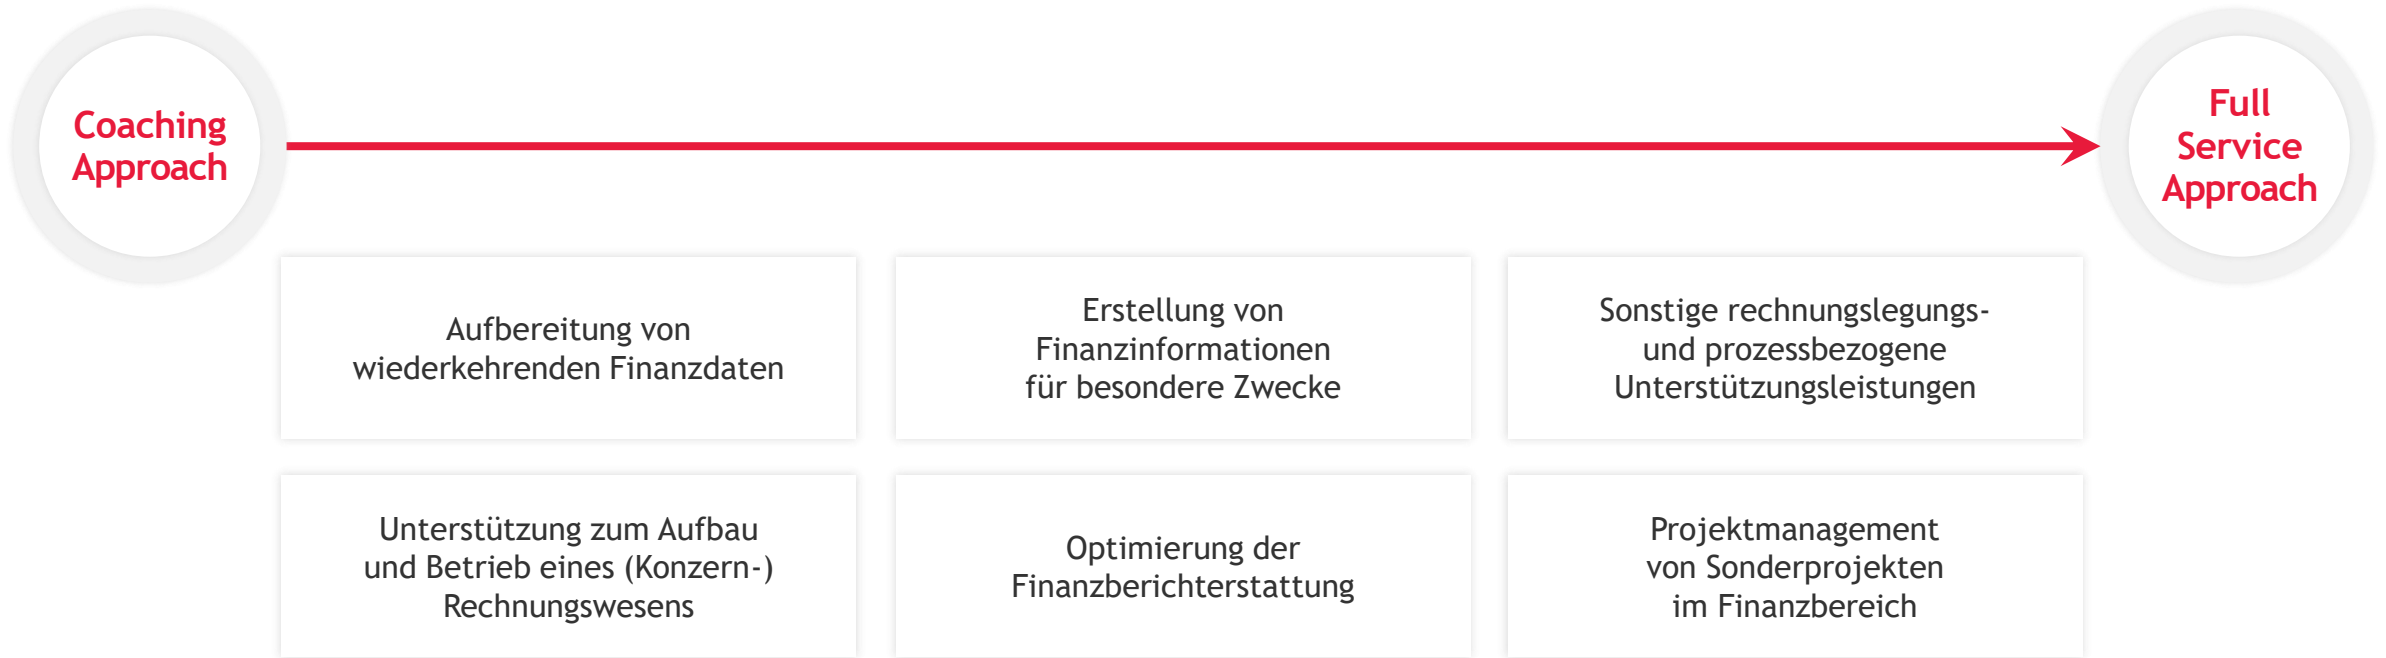 Coaching
Approach
Full
Service
Approach
Aufbereitung von
wiederkehrenden Finanzdaten
Erstellung von
Finanzinformationen
für besondere Zwecke
Sonstige rechnungslegungs-
und prozessbezogene
Unterstützungsleistungen
Unterstützung zum Aufbau
und Betrieb eines (Konzern-)
Rechnungswesens
Optimierung der
Finanzberichterstattung
Projektmanagement
von Sonderprojekten
im Finanzbereich